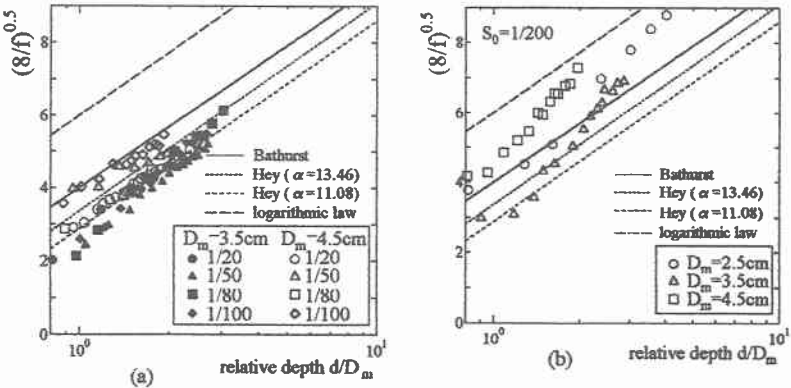 (8/f)^0.5
8
6
4
2
0
Bathurst
Hey ( α=13.46)
Hey ( α=11.08)
logarithmic law
D_m=3.5cm D_m=4.5cm
1/20 1/20
1/50 1/50
1/80 1/80
1/100 1/100
10^0
10^1
relative depth d/D_m
(a)
(8/f)^0.5
8
6
4
2
0
S_0=1/200
Bathurst
Hey ( α=13.46)
Hey ( α=11.08)
logarithmic law
D_m=2.5cm
D_m=3.5cm
D_m=4.5cm
10^0
10^1
relative depth d/D_m
(b)